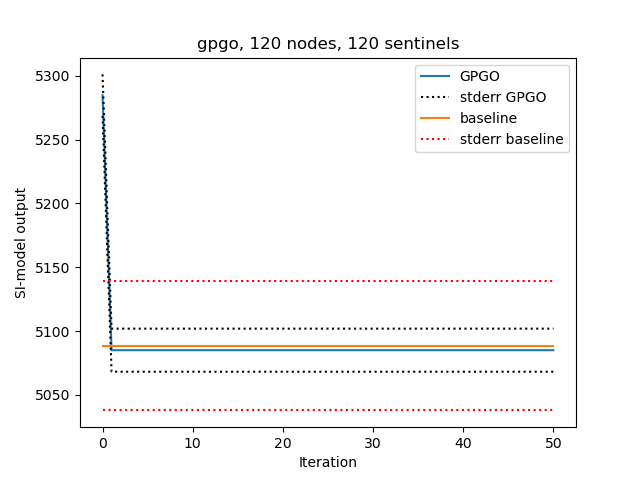 gpgo, 120 nodes, 120 sentinels
GPGO
stderr GPGO
baseline
stderr baseline
SI-model output
5300
5250
5200
5150
5100
5050
0 10 20 30 40 50
Iteration